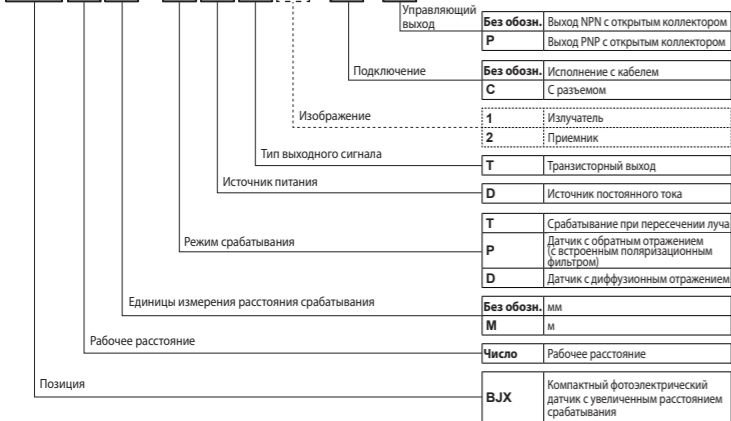 Управляющий
выход
Без обозн. Выход NPN с открытым коллектором
P Выход PNP с открытым коллектором
Подключение
Без обозн. Исполнение с кабелем
C С разъемом
Изображение
1 Излучатель
2 Приемник
Тип выходного сигнала
T Транзисторный выход
Источник питания
D Источник постоянного тока
Режим срабатывания
T Срабатывание при пересечении луча
P Датчик с обратным отражением
(с встроенным поляризационным
фильтром)
D Датчик с диффузионным отражением
Единицы измерения расстояния срабатывания
Без обозн. мм
M м
Рабочее расстояние
Число Рабочее расстояние
Позиция
BJX Компактный фотоэлектрический
датчик с увеличенным расстоянием
срабатывания